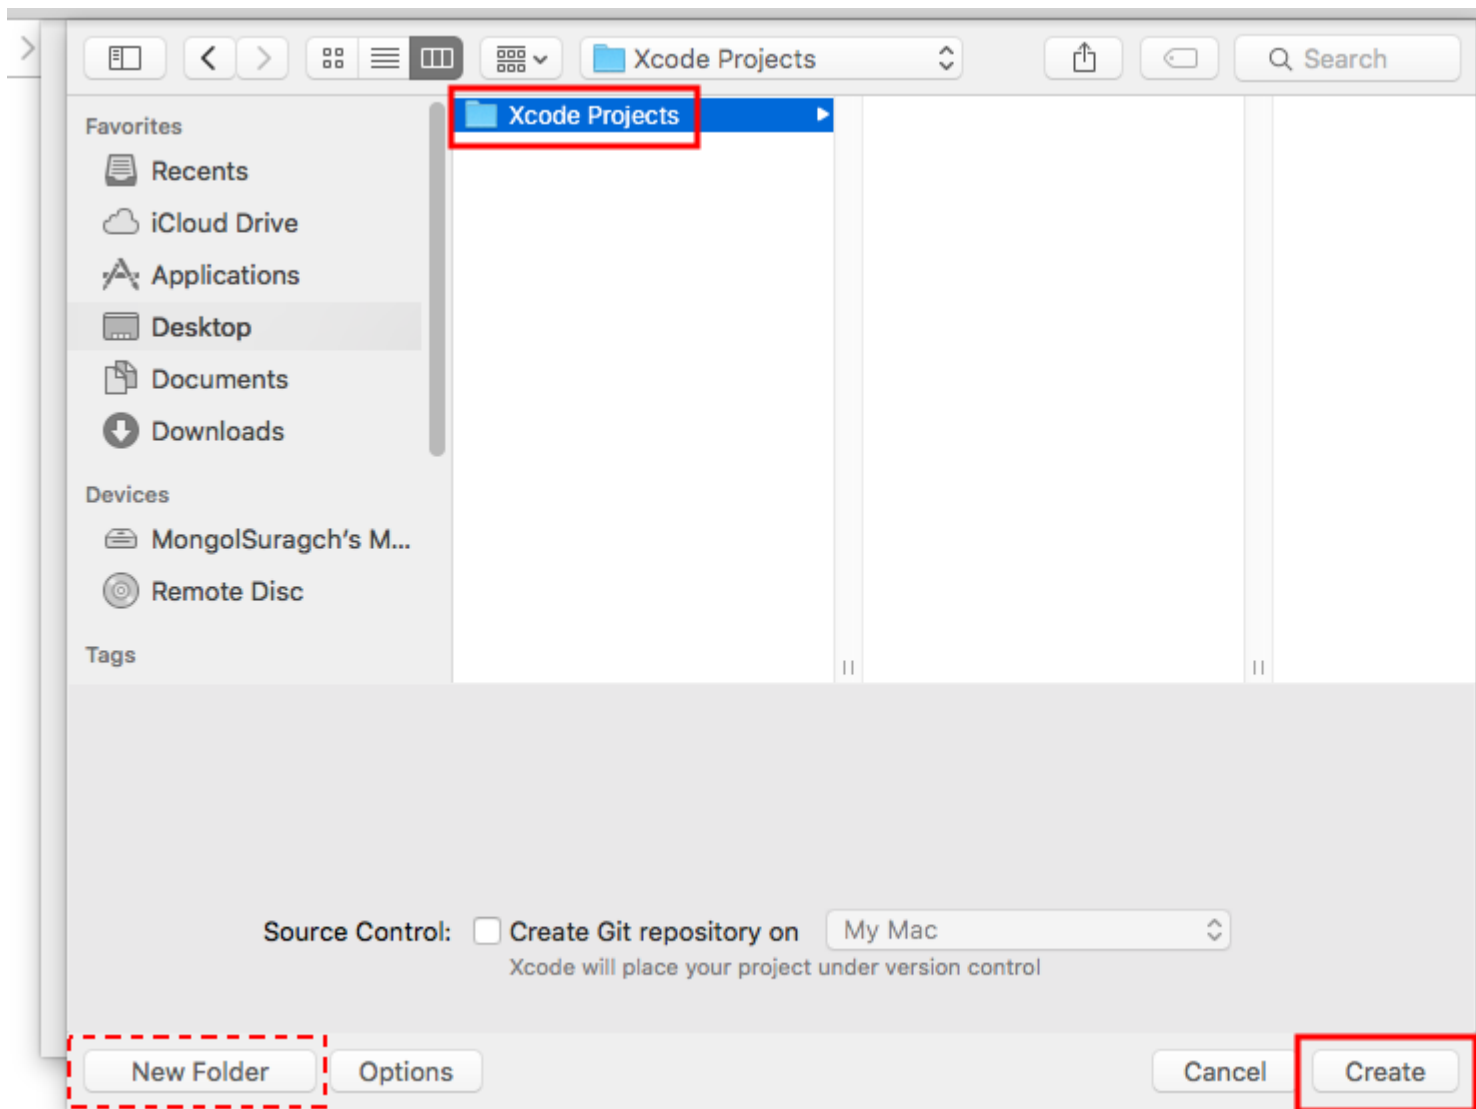 Xcode Projects
Search
Favorites
Recents
iCloud Drive
Applications
Desktop
Documents
Downloads
Devices
MongolSuragch's M...
Remote Disc
Tags
Xcode Projects
Source Control:
Create Git repository on
My Mac
Xcode will place your project under version control
New Folder
Options
Cancel
Create